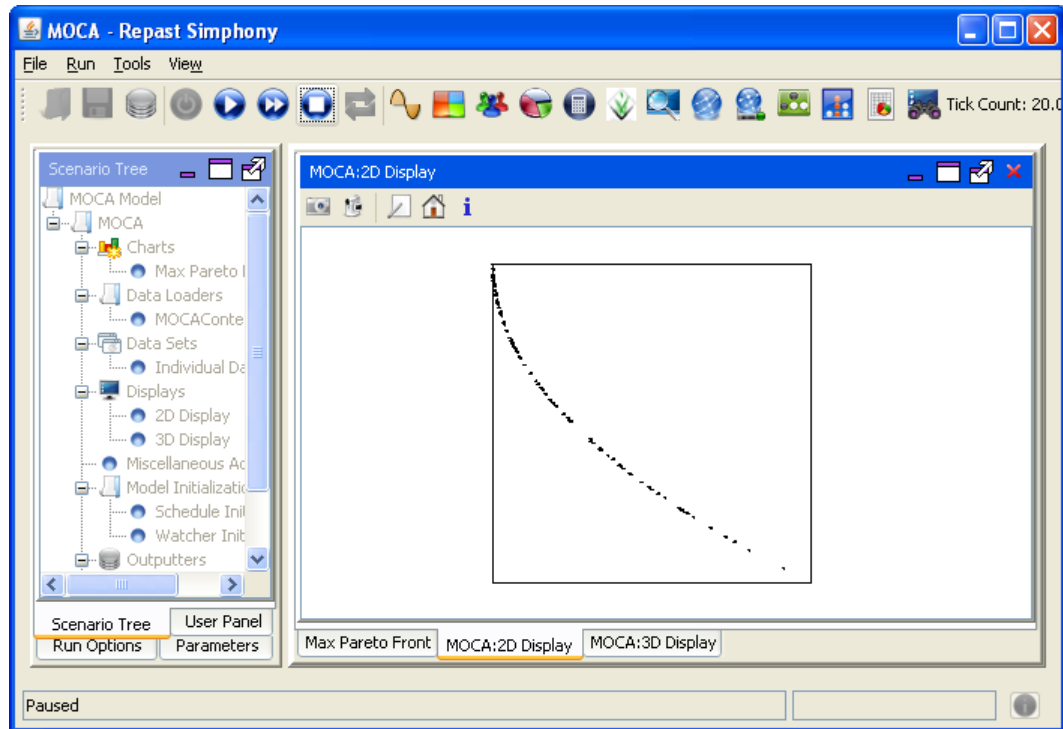 MOCA - Repast Simphony
File Run Tools View
Tick Count: 20.0
Scenario Tree
MOCA Model
MOCA
Charts
Max Pareto
Data Loaders
MOCAConte
Data Sets
Individual Da
Displays
2D Display
3D Display
Miscellaneous Ac
Model Initializatio
Schedule Init
Watcher Init
Outputters
Scenario Tree User Panel
Run Options Parameters
MOCA:2D Display
i
Max Pareto Front MOCA:2D Display MOCA:3D Display
Paused